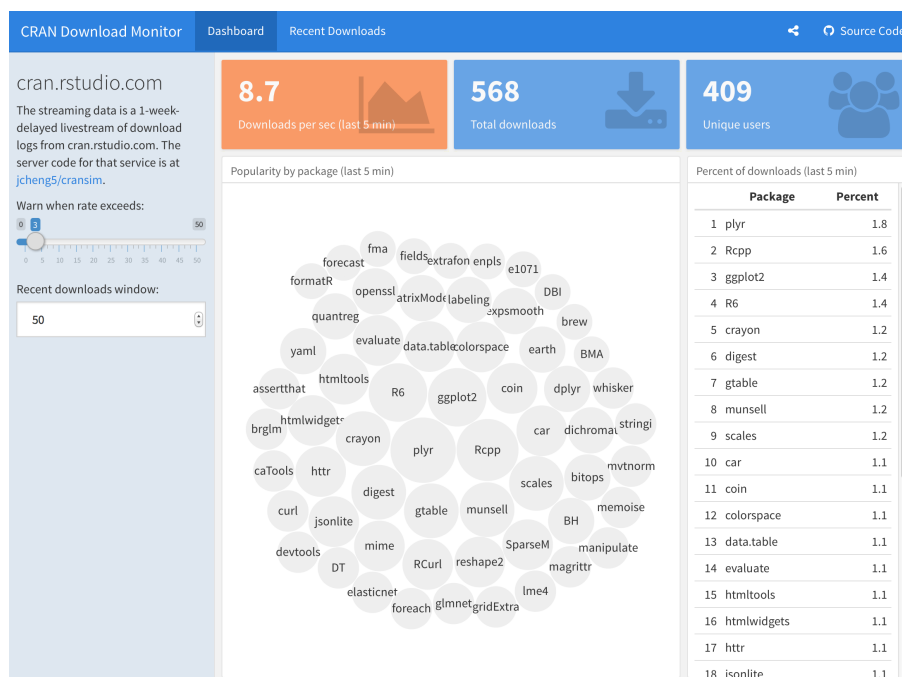 CRAN Download Monitor
Dashboard
Recent Downloads
Source Code
cran.rstudio.com
The streaming data is a 1-week-
delayed livestream of download
logs from cran.rstudio.com. The
server code for that service is at
jcheng5/cransim.
Warn when rate exceeds:
0 3 50
0 5 10 15 20 25 30 35 40 45 50
Recent downloads window:
50
8.7
Downloads per sec (last 5 min)
568
Total downloads
409
Unique users
Popularity by package (last 5 min)
fma
fields
extrafon
enpls
e1071
forecast
formatR
openssl
atrixMode
labeling
expsmooth
DBI
quantreg
brew
yaml
evaluate
data.table
colorspace
earth
BMA
assertthat
htmltools
R6
ggplot2
coin
dplyr
whisker
brglm
htmlwidgets
crayon
plyr
Rcpp
car
dichromat
stringi
caTools
httr
digest
scales
bitops
mvtnorm
curl
jsonlite
gtable
munsell
BH
memoise
devtools
DT
mime
RCurl
reshape2
SparseM
magrittr
manipulate
elasticnet
foreach
glmnet
gridExtra
lme4
Percent of downloads (last 5 min)
Package Percent
1 plyr 1.8
2 Rcpp 1.6
3 ggplot2 1.4
4 R6 1.4
5 crayon 1.2
6 digest 1.2
7 gtable 1.2
8 munsell 1.2
9 scales 1.2
10 car 1.1
11 coin 1.1
12 colorspace 1.1
13 data.table 1.1
14 evaluate 1.1
15 htmltools 1.1
16 htmlwidgets 1.1
17 httr 1.1
18 jsonlite 1.1